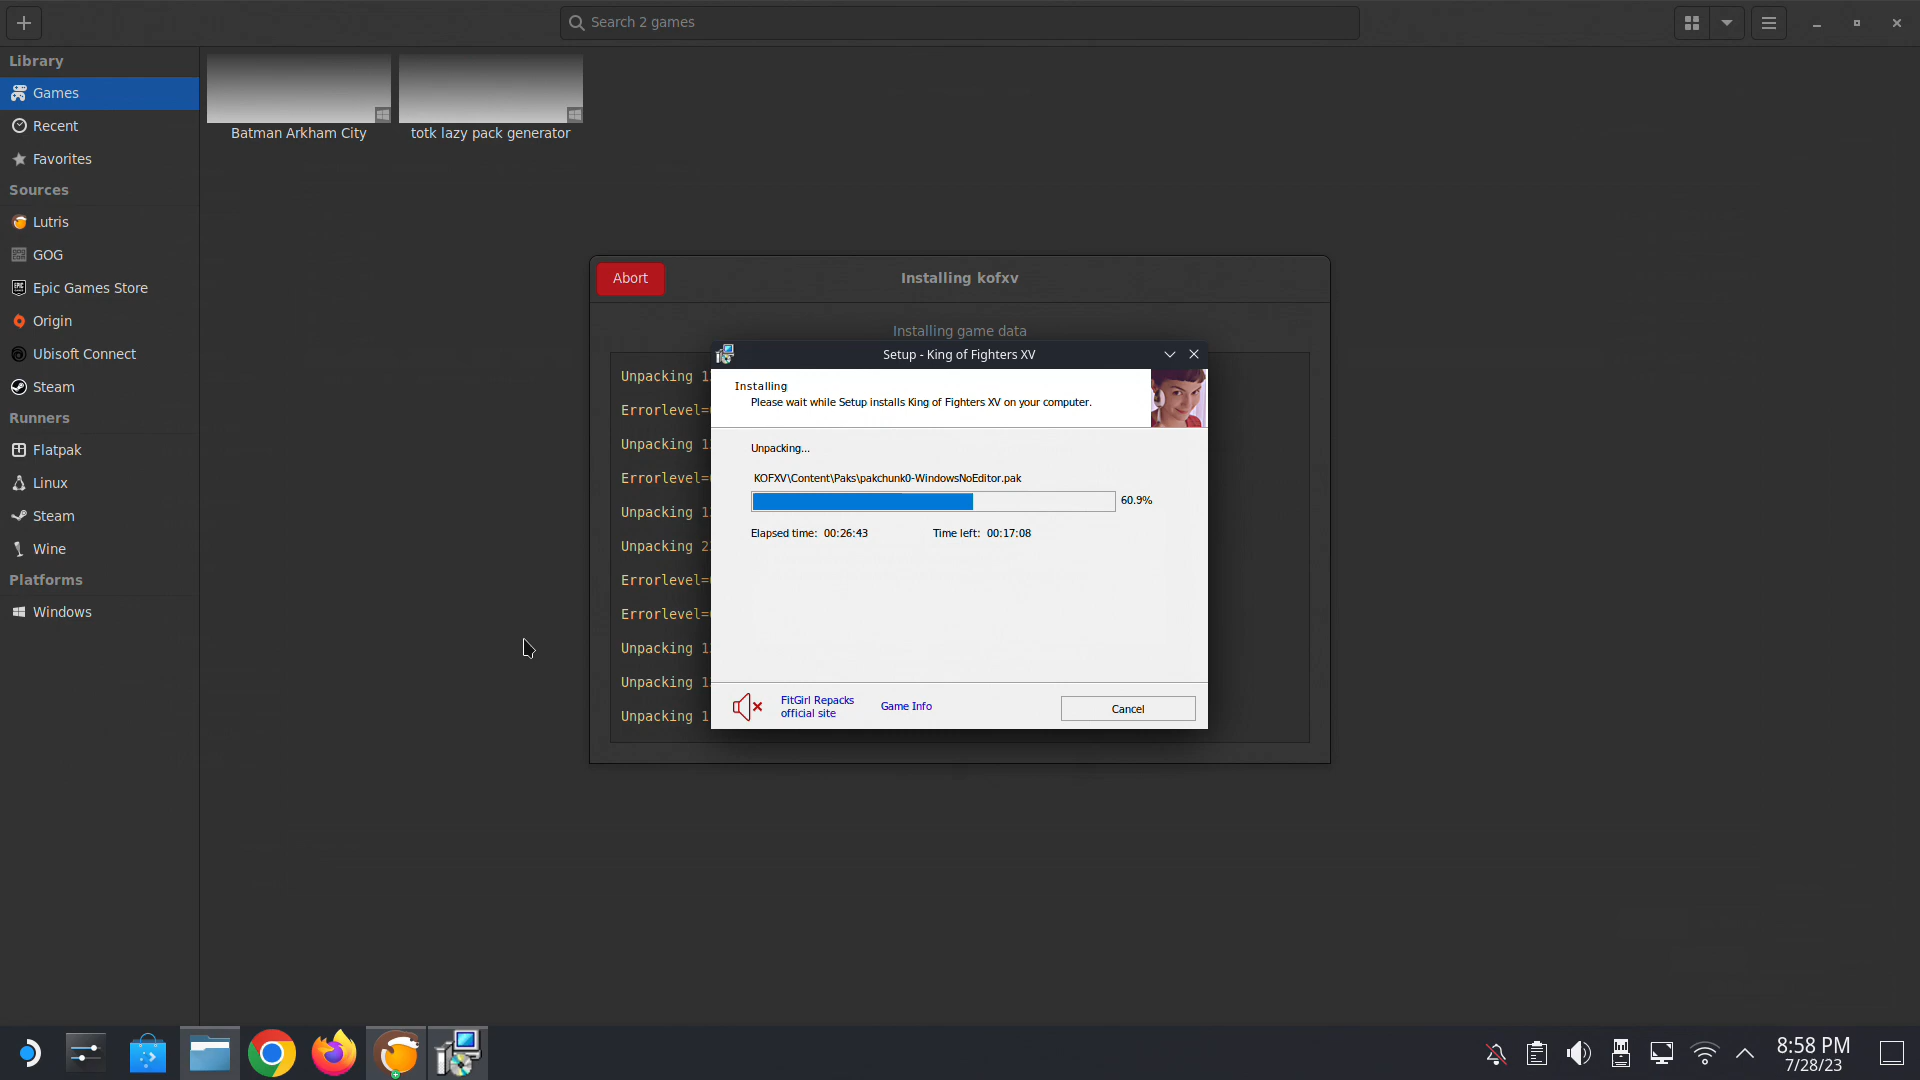 Search 2 games
Library
Games
Recent
Favorites
Sources
Lutris
GOG
Epic Games Store
Origin
Ubisoft Connect
Steam
Runners
Flatpak
Linux
Steam
Wine
Platforms
Windows
Batman Arkham City
totk lazy pack generator
Abort
Installing kofxv
Installing game data
Unpacking
Errorlevel=
Unpacking
Errorlevel=
Unpacking
Unpacking
Errorlevel=
Errorlevel=
Unpacking
Unpacking
Unpacking
Setup - King of Fighters XV
Installing
Please wait while Setup installs King of Fighters XV on your computer.
Unpacking...
KOFXV\Content\Paks\pakchunk0-WindowsNoEditor.pak
60.9%
Elapsed time: 00:26:43
Time left: 00:17:08
FitGirl Repacks
official site
Game Info
Cancel
8:58 PM
7/28/23